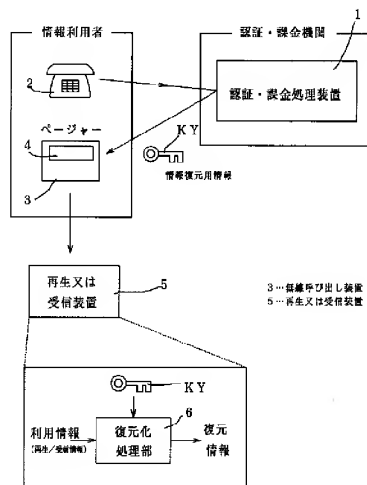 情報利用者
認証・課金機関
1
2
認証・課金処理装置
ページャー
4
KY
3
情報復元用情報
再生又は
受信装置
5
3…無線呼び出し装置
5…再生又は受信装置
KY
6
利用情報
(再生/受信情報)
復元化
処理部
復元
情報